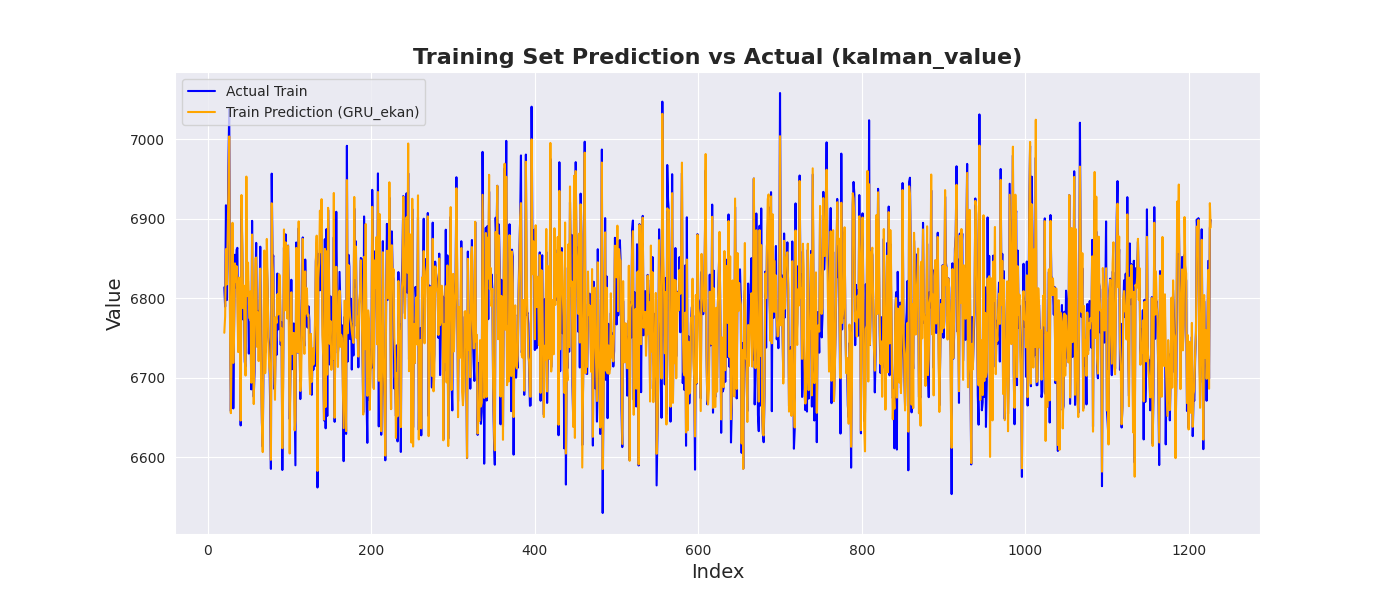 Training Set Prediction vs Actual (kalman_value)
Actual Train
Train Prediction (GRU_ekan)
Value
7000
6900
6800
6700
6600
0 200 400 600 800 1000 1200
Index